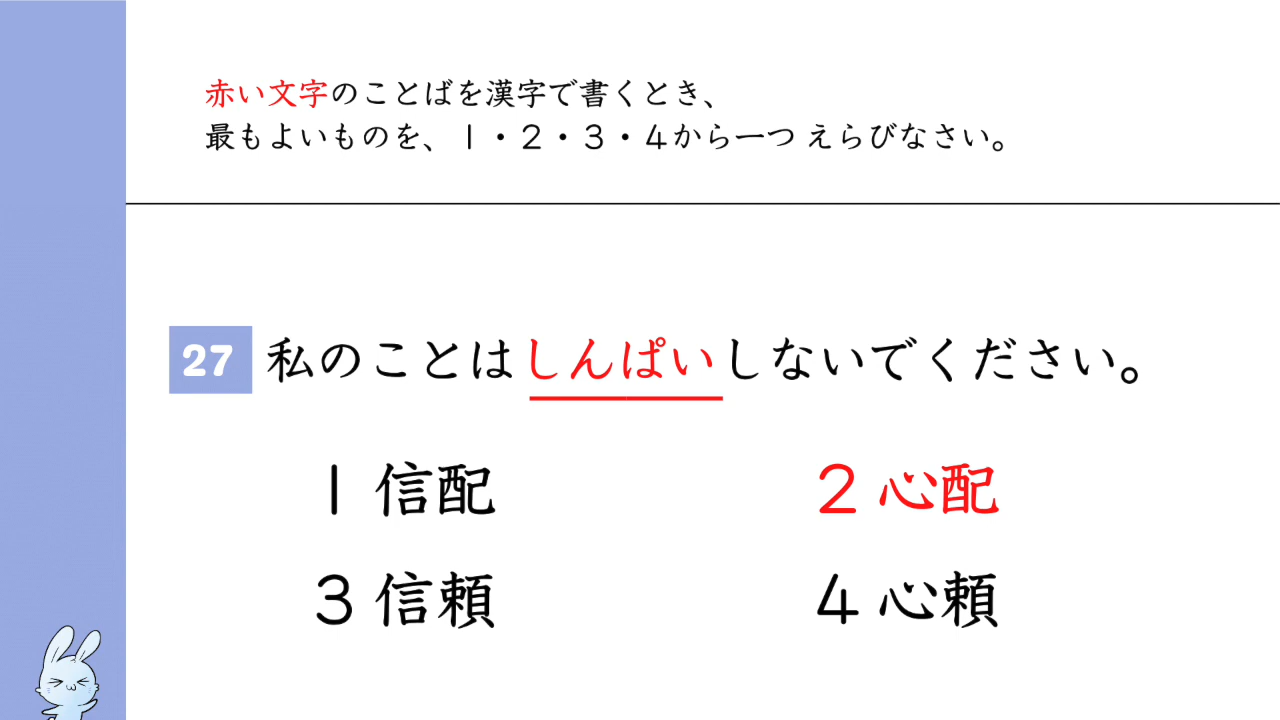 赤い文字のことばを漢字で書くとき、
最もよいものを、1・2・3・4から一つ えらびなさい。
27 私のことはしんぱいしないでください。
1 信配 2 心配
3 信頼 4 心頼